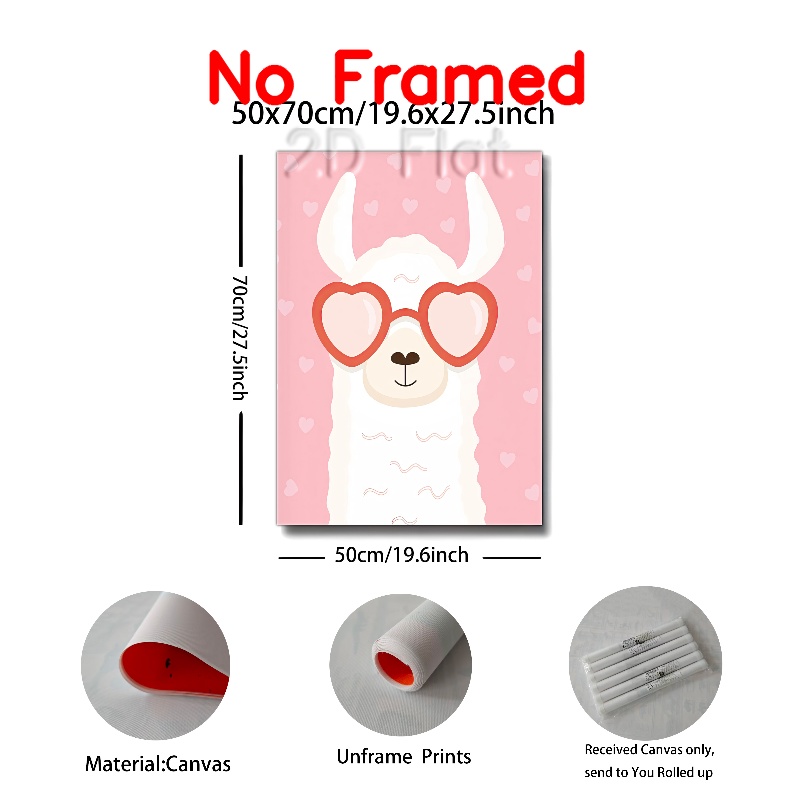 No Framed
50x70cm/19.6x27.5inch
2D Flat
70cm/27.5inch
50cm/19.6inch
Material:Canvas
Unframe Prints
Received Canvas only,
send to You Rolled up